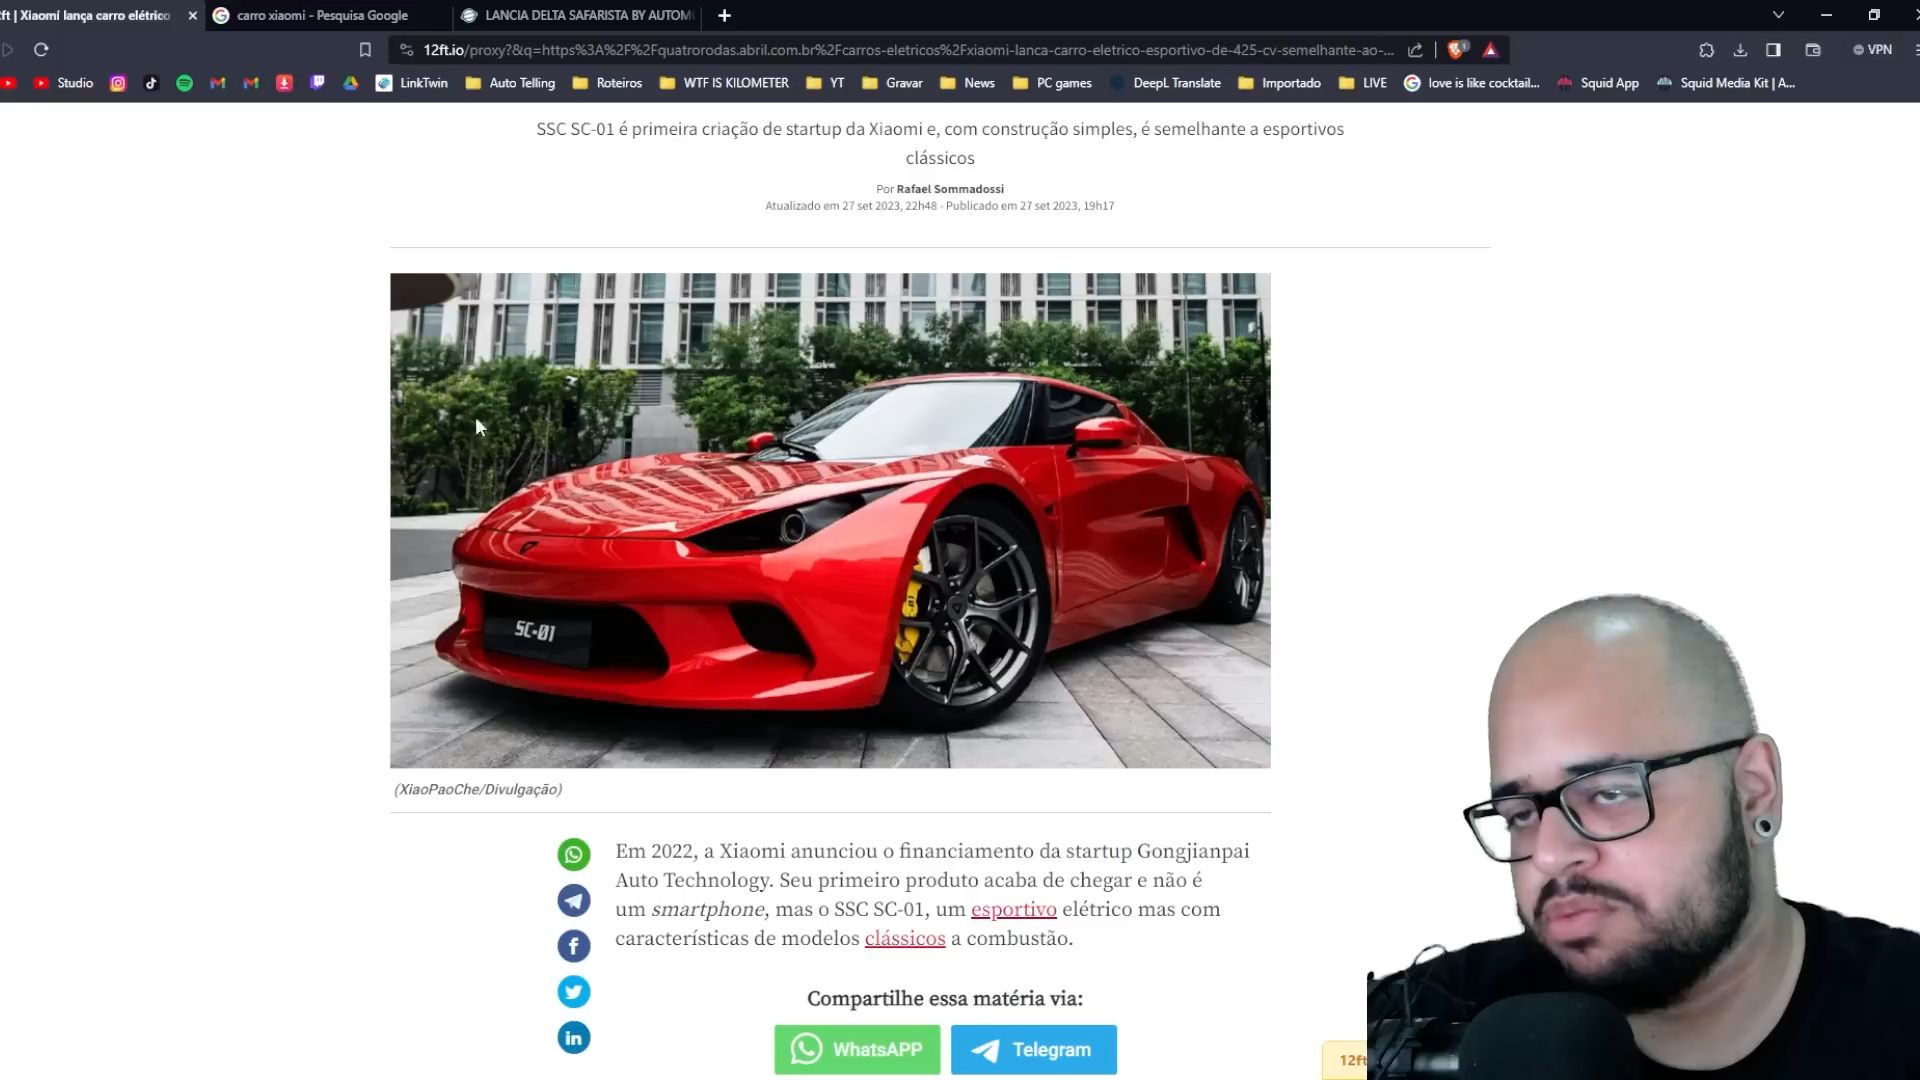 ft | Xiaomi lança carro elétrico
carro xiaomi - Pesquisa Google
LANCIA DELTA SAFARISTA BY AUTOM
12ft.io/proxy?&q=https%3A%2F%2Fquatrorodas.abril.com.br%2Fcarros-eletricos%2Fxiaomi-lanca-carro-eletrico-esportivo-de-425-cv-semelhante-ao-...
VPN
Studio
LinkTwin
Auto Telling
Roteiros
WTF IS KILOMETER
YT
Gravar
News
PC games
DeepL Translate
Importado
LIVE
love is like cocktail...
Squid App
Squid Media Kit | A...
SSC SC-01 é primeira criação de startup da Xiaomi e, com construção simples, é semelhante a esportivos
clássicos
Por Rafael Sommadossi
Atualizado em 27 set 2023, 22h48 - Publicado em 27 set 2023, 19h17
SC-01
(XiaoPaoChe/Divulgação)
Em 2022, a Xiaomi anunciou o financiamento da startup Gongjianpai
Auto Technology. Seu primeiro produto acaba de chegar e não é
um smartphone, mas o SSC SC-01, um esportivo elétrico mas com
características de modelos clássicos a combustão.
Compartilhe essa matéria via:
WhatsAPP
Telegram
12ft